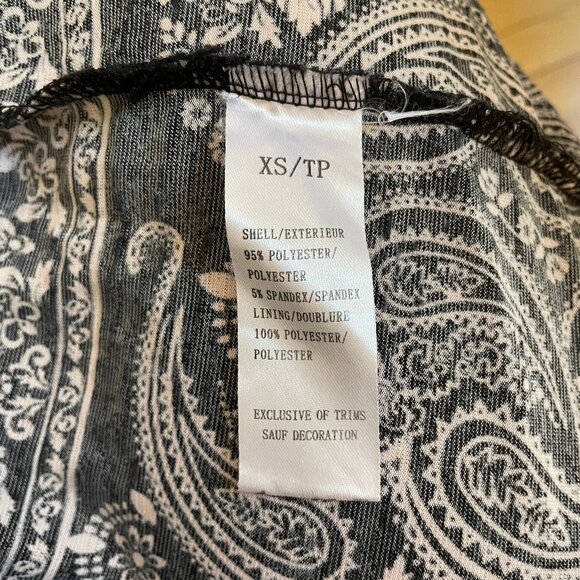 XS/TP
SHELL/EXTERIEUR
95% POLYESTER/
POLYESTER
5% SPANDEX/SPANDEX
LINING/DOUBLURE
100% POLYESTER/
POLYESTER
EXCLUSIVE OF TRIMS
SAUF DECORATION